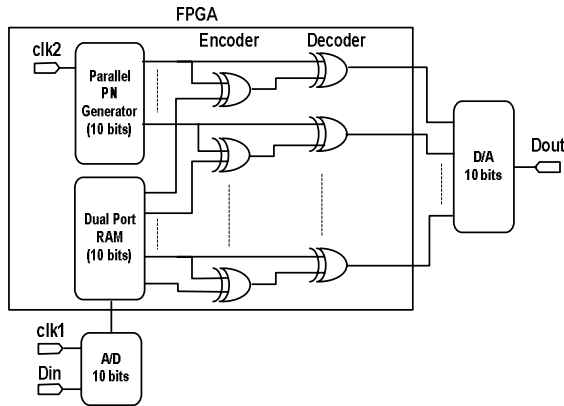 FPGA
clk2
Encoder
Decoder
Parallel
PN
Generator
(10 bits)
Dual Port
RAM
(10 bits)
D/A
10 bits
Dout
clk1
Din
A/D
10 bits